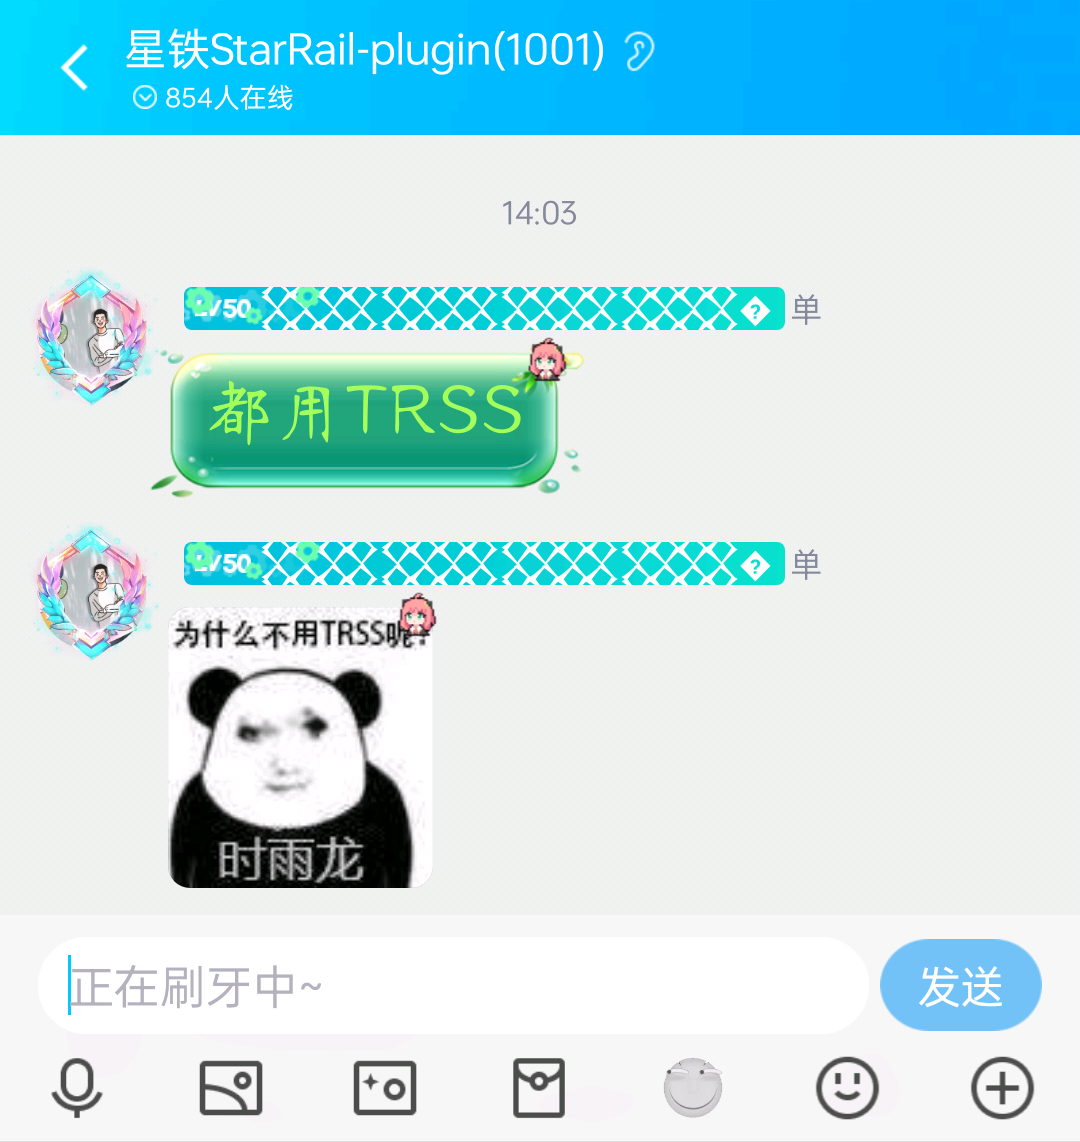 星铁StarRail-plugin(1001)
854人在线
14:03
LV50
单
都用TRSS
LV50
单
为什么不用TRSS呢?
时雨龙
正在刷牙中~
发送